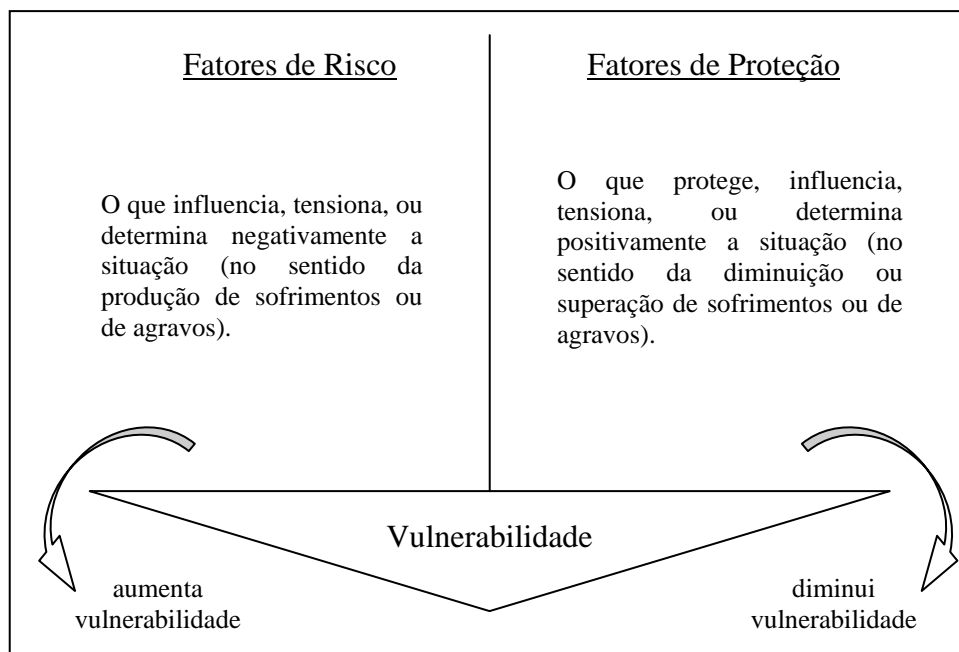 Fatores de Risco
O que influencia, tensiona, ou
determina negativamente a
situação (no sentido da
produção de sofrimentos ou
de agravos).
Fatores de Proteção
O que protege, influencia,
tensiona, ou determina
positivamente a situação (no
sentido da diminuição ou
superação de sofrimentos ou de
agravos).
Vulnerabilidade
aumenta
vulnerabilidade
diminui
vulnerabilidade